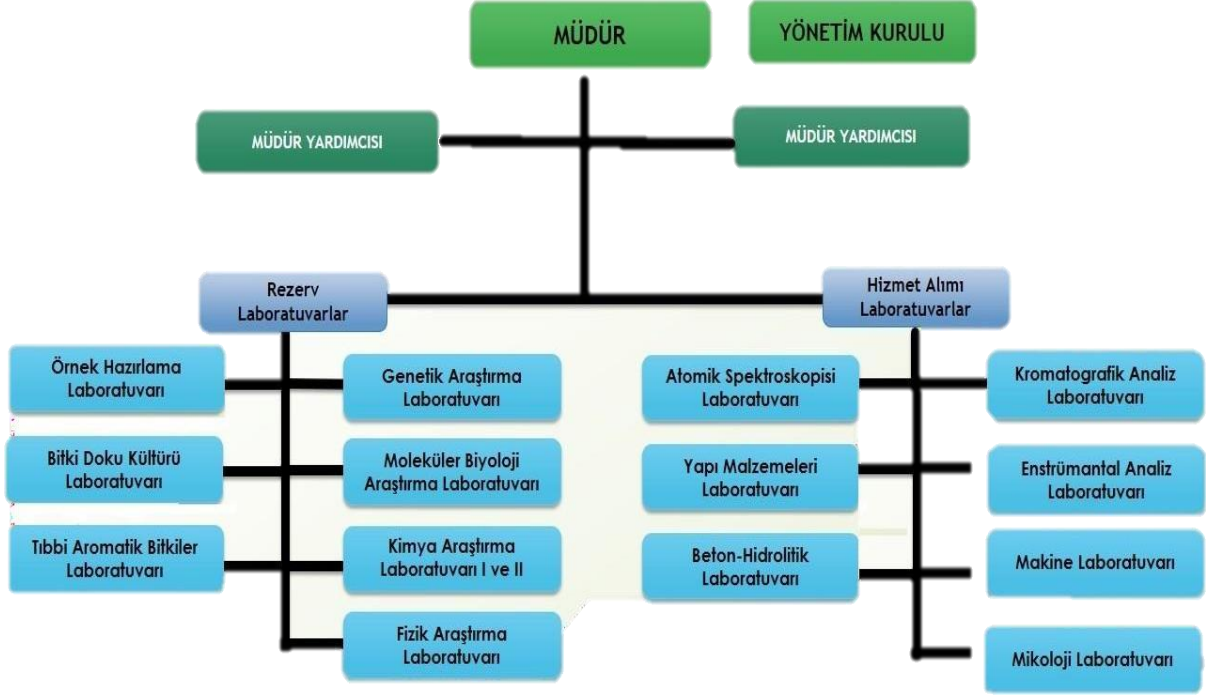 MÜDÜR
YÖNETİM KURULU
MÜDÜR YARDIMCISI
MÜDÜR YARDIMCISI
Rezerv
Laboratuvarlar
Hizmet Alımı
Laboratuvarlar
Örnek Hazırlama
Laboratuvarı
Genetik Araştırma
Laboratuvarı
Atomik Spektroskopisi
Laboratuvarı
Kromatografik Analiz
Laboratuvarı
Bitki Doku Kültürü
Laboratuvarı
Moleküler Biyoloji
Araştırma Laboratuvarı
Yapı Malzemeleri
Laboratuvarı
Enstrümantal Analiz
Laboratuvarı
Tıbbi Aromatik Bitkiler
Laboratuvarı
Kimya Araştırma
Laboratuvarı I ve II
Beton-Hidrolitik
Laboratuvarı
Makine Laboratuvarı
Fizik Araştırma
Laboratuvarı
Mikoloji Laboratuvarı